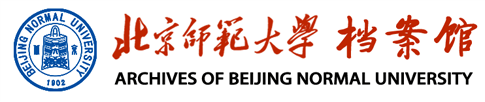 BEIJING NORMAL UNIVERSITY
1902
北京师范大学 档案馆
ARCHIVES OF BEIJING NORMAL UNIVERSITY